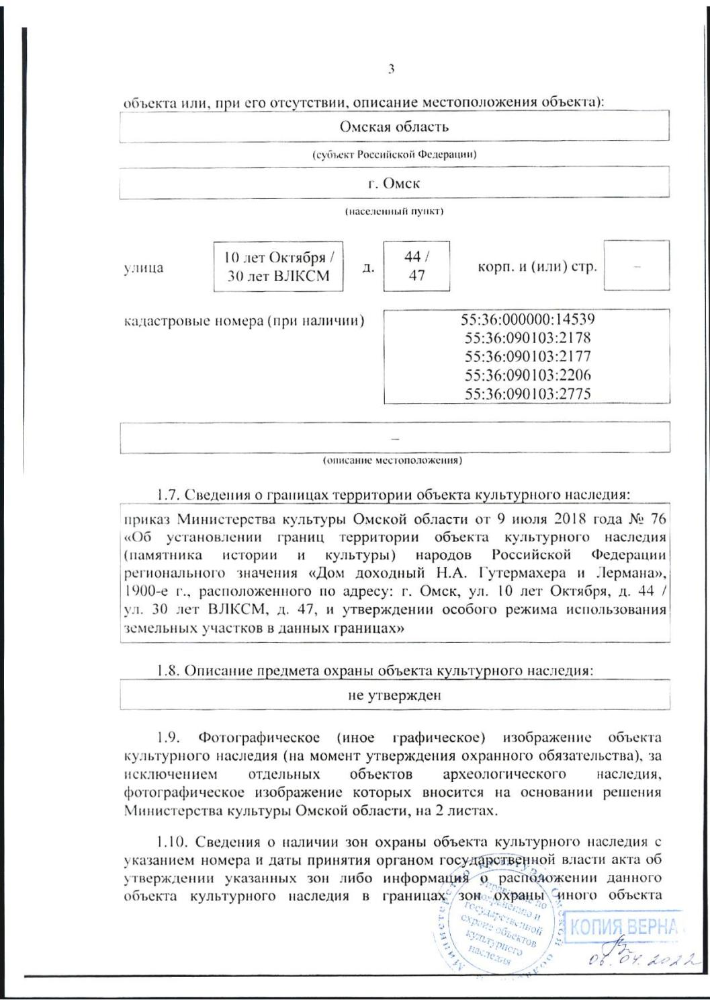 3
объекта или, при его отсутствии, описание местоположения объекта):
Омская область
(субъект Российской Федерации)
г. Омск
(населенный пункт)
улица
10 лет Октября /
30 лет ВЛКСМ
д.
44 /
47
корп. и (или) стр.
–
кадастровые номера (при наличии)
55:36:000000:14539
55:36:090103:2178
55:36:090103:2177
55:36:090103:2206
55:36:090103:2775
–
(описание местоположения)
1.7. Сведения о границах территории объекта культурного наследия:
приказ Министерства культуры Омской области от 9 июля 2018 года № 76
«Об установлении границ территории объекта культурного наследия
(памятника истории и культуры) народов Российской Федерации
регионального значения «Дом доходный Н.А. Гутермахера и Лермана»,
1900-е г., расположенного по адресу: г. Омск, ул. 10 лет Октября, д. 44 /
ул. 30 лет ВЛКСМ, д. 47, и утверждении особого режима использования
земельных участков в данных границах»
1.8. Описание предмета охраны объекта культурного наследия:
не утвержден
1.9. Фотографическое (иное графическое) изображение объекта
культурного наследия (на момент утверждения охранного обязательства), за
исключением отдельных объектов археологического наследия,
фотографическое изображение которых вносится на основании решения
Министерства культуры Омской области, на 2 листах.
1.10. Сведения о наличии зон охраны объекта культурного наследия с
указанием номера и даты принятия органом государственной власти акта об
утверждении указанных зон либо информация о расположении данного
объекта культурного наследия в границах зон охраны иного объекта
Министерство культуры Омской области
Управление по
сохранению и
государственной
охране объектов
культурного
наследия
КОПИЯ ВЕРНА
06.04.2022